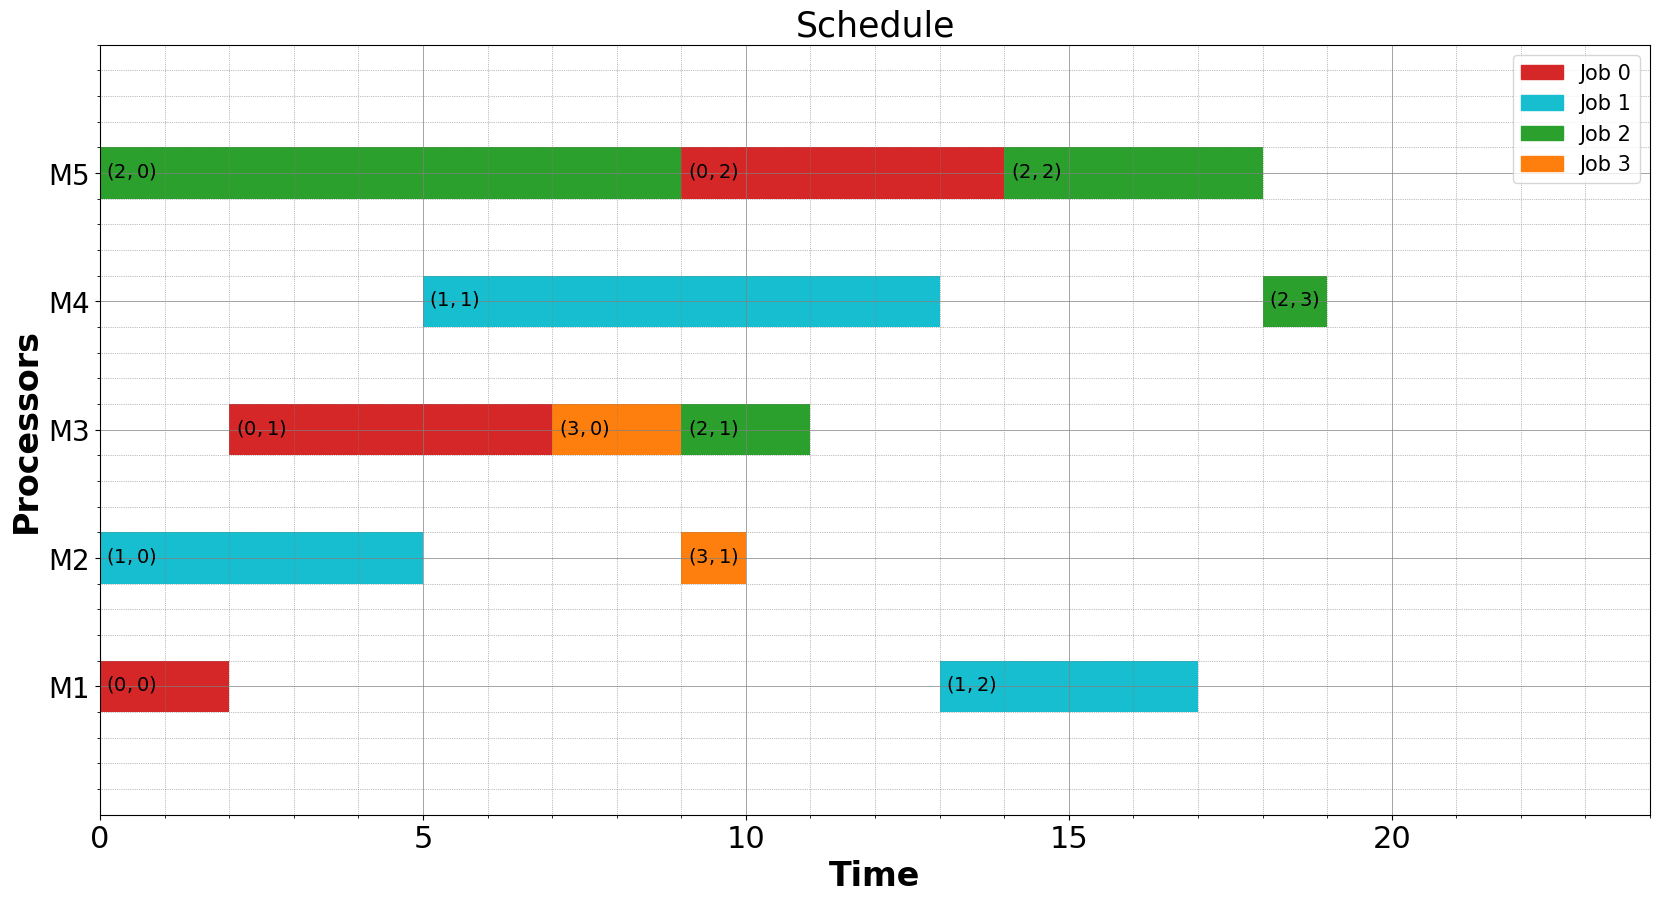 Schedule
Job 0
Job 1
Job 2
Job 3
M5
(2, 0)
(0, 2)
(2, 2)
M4
(1, 1)
(2, 3)
M3
(0, 1)
(3, 0)
(2, 1)
M2
(1, 0)
(3, 1)
M1
(0, 0)
(1, 2)
Processors
0 5 10 15 20
Time